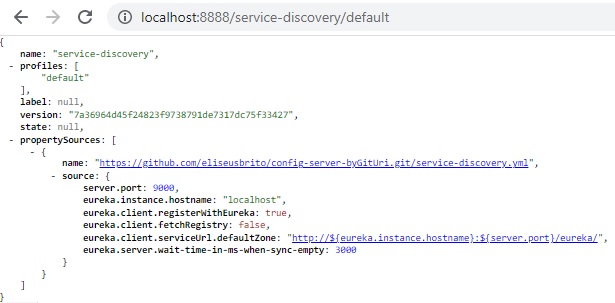 localhost:8888/service-discovery/default
{
name: "service-discovery",
- profiles: [
"default"
],
label: null,
version: "7a36964d45f24823f9738791de7317dc75f33427",
state: null,
- propertySources: [
- {
name: "https://github.com/eliseusbrito/config-server-byGitUri.git/service-discovery.yml",
- source: {
server.port: 9000,
eureka.instance.hostname: "localhost",
eureka.client.registerWithEureka: true,
eureka.client.fetchRegistry: false,
eureka.client.serviceUrl.defaultZone: "http://${eureka.instance.hostname}:${server.port}/eureka/",
eureka.server.wait-time-in-ms-when-sync-empty: 3000
}
}
]
}